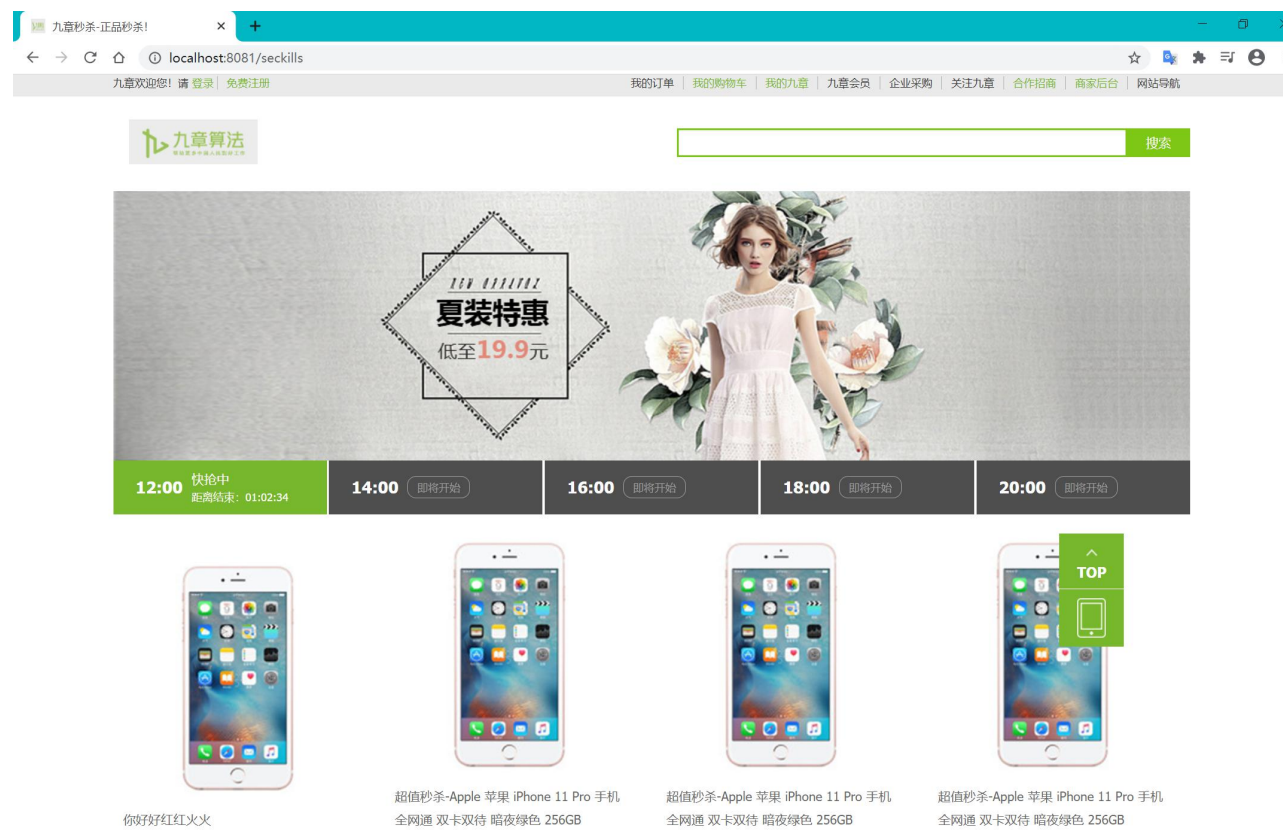 九章秒杀-正品秒杀!
localhost:8081/seckills
九章欢迎您!请 登录 免费注册
我的订单 我的购物车 我的九章 九章会员 企业采购 关注九章 合作招商 商家后台 网站导航
九章算法
搜索
夏装特惠
低至19.9元
12:00 快抢中
距离结束:01:02:34
14:00 即将开始
16:00 即将开始
18:00 即将开始
20:00 即将开始
TOP
你好好红红火火
超值秒杀-Apple 苹果 iPhone 11 Pro 手机
全网通 双卡双待 暗夜绿色 256GB
超值秒杀-Apple 苹果 iPhone 11 Pro 手机
全网通 双卡双待 暗夜绿色 256GB
超值秒杀-Apple 苹果 iPhone 11 Pro 手机
全网通 双卡双待 暗夜绿色 256GB